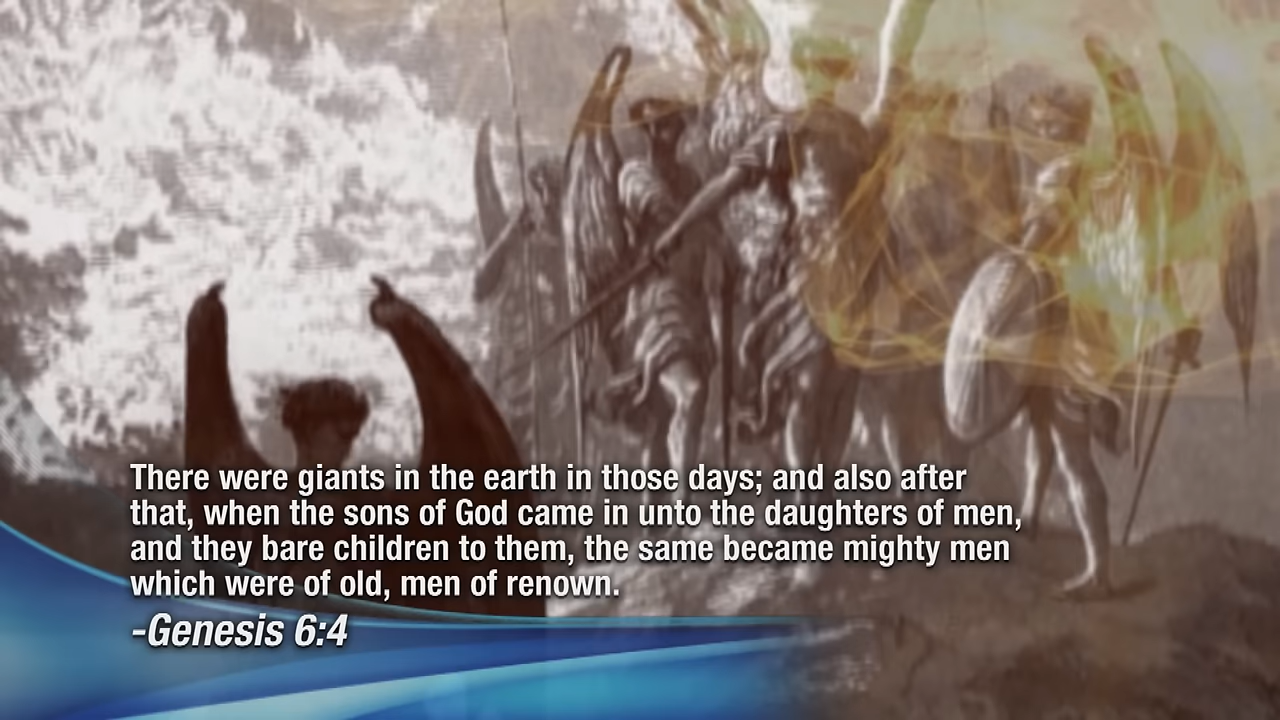 There were giants in the earth in those days; and also after
that, when the sons of God came in unto the daughters of men,
and they bare children to them, the same became mighty men
which were of old, men of renown.
-Genesis 6:4